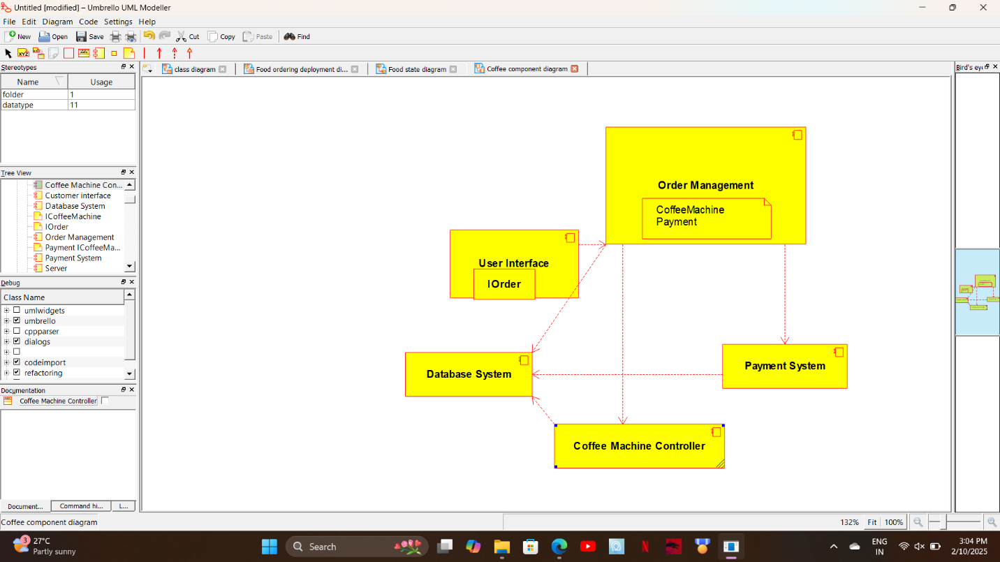 Untitled [modified] – Umbrello UML Modeller
File Edit Diagram Code Settings Help
New Open Save Cut Copy Paste Find
XYZ
Stereotypes
Name Usage
folder 1
datatype 11
Tree View
Coffee Machine Con...
Customer interface
Database System
ICoffeeMachine
IOrder
Order Management
Payment ICoffeeMa...
Payment System
Server
Debug
Class Name
umlwidgets
umbrello
cppparser
dialogs
codeimport
refactoring
Documentation
Coffee Machine Controller
Document... Command hi... L...
class diagram Food ordering deployment di... Food state diagram Coffee component diagram
Order Management
CoffeeMachine
Payment
User Interface
IOrder
Database System
Payment System
Coffee Machine Controller
Bird's eye
Coffee component diagram
132% Fit 100%
3
27°C
Partly sunny
Search
N
ENG
IN
3:04 PM
2/10/2025